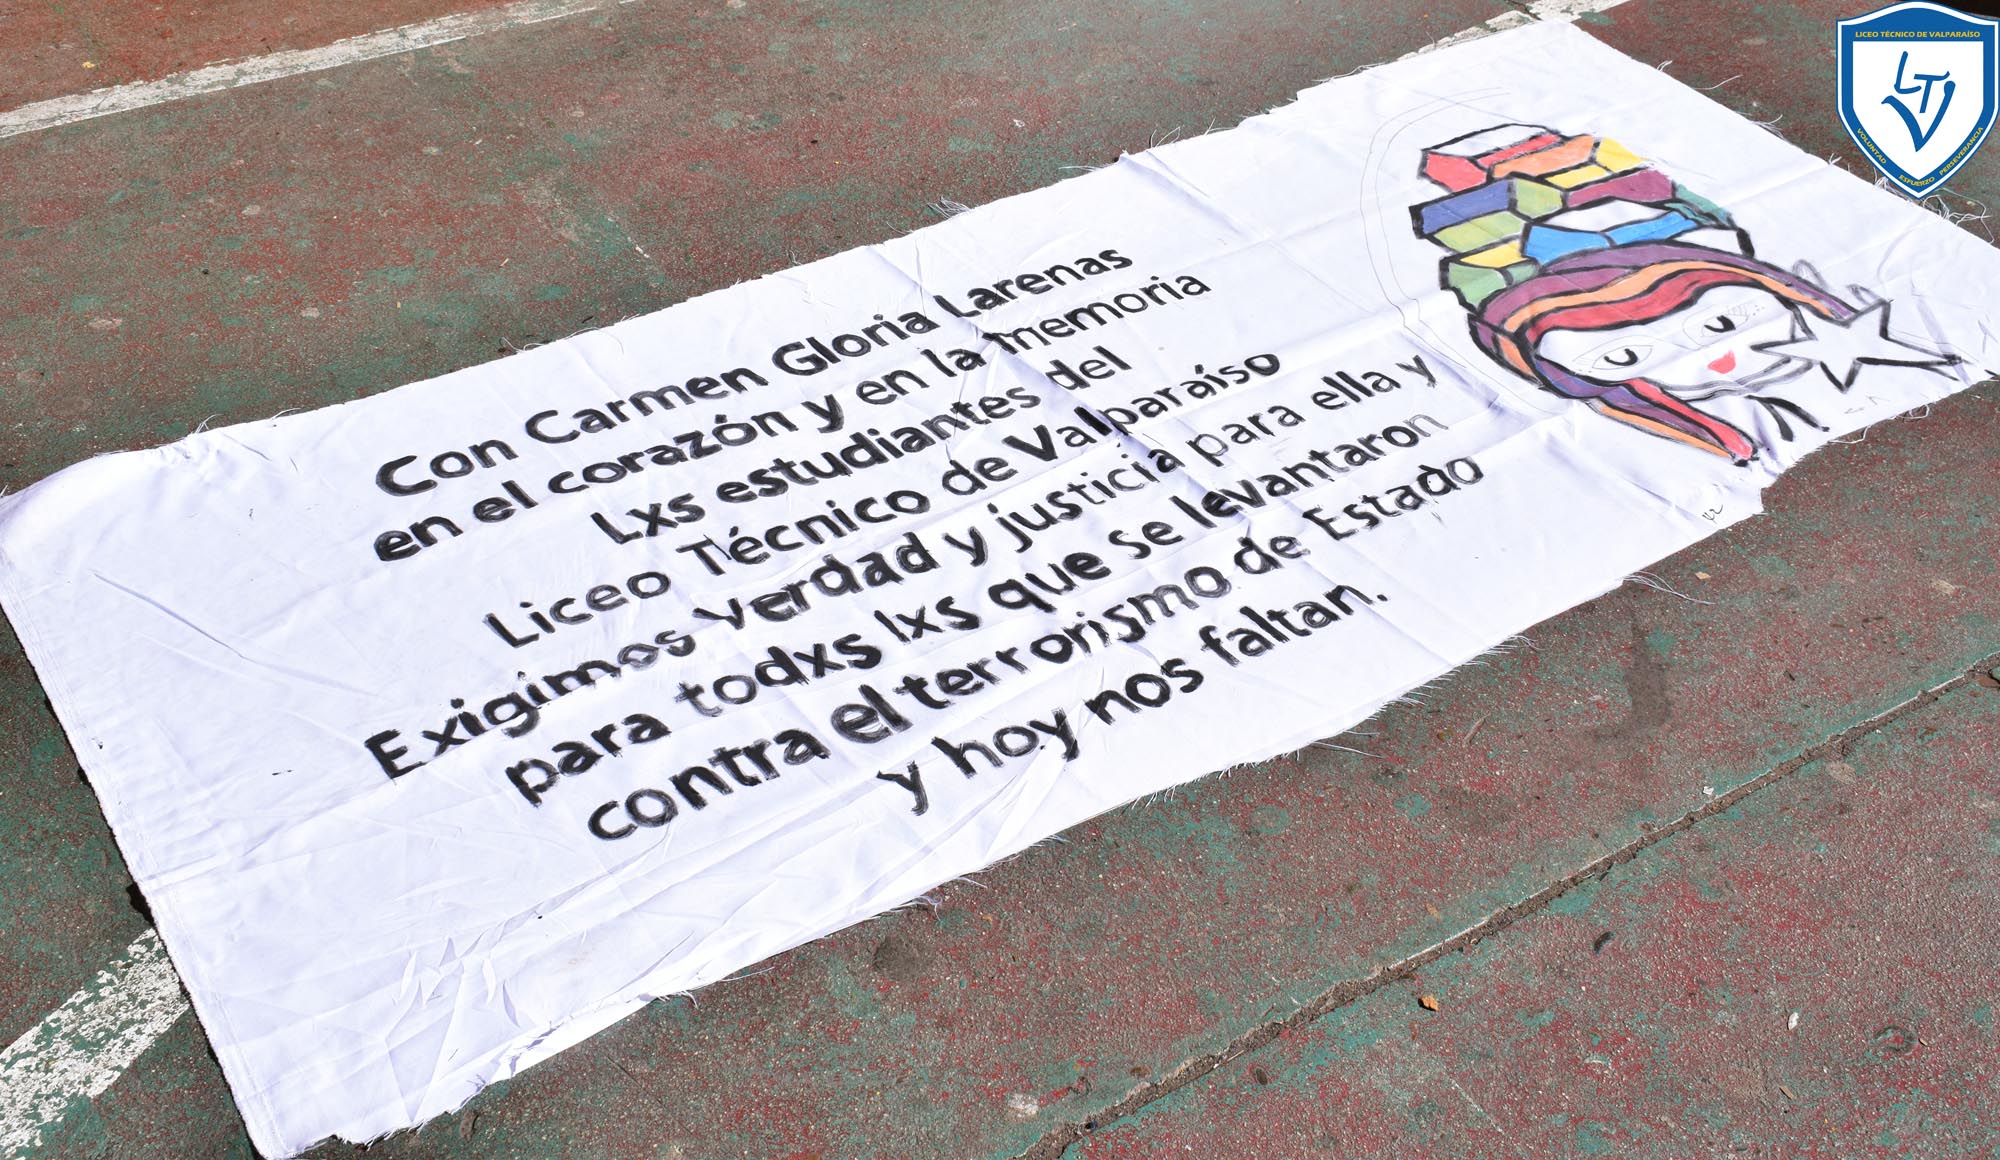 Con Carmen Gloria Larenas
en el corazón y en la memoria
Lxs estudiantes del
Liceo Técnico de Valparaíso
Exigimos verdad y justicia para ella y
para todxs lxs que se levantaron
contra el terrorismo de Estado
y hoy nos faltan.
LICEO TÉCNICO DE VALPARAÍSO
LTV
VOLUNTAD ESFUERZO PERSEVERANCIA